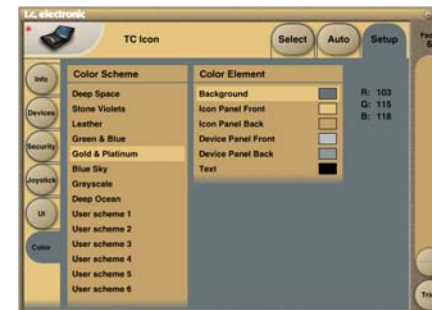 t.c. electronic
TC Icon
Select
Auto
Setup
Info
Devices
Security
Joystick
UI
Color
Color Scheme
Deep Space
Stone Violets
Leather
Green & Blue
Gold & Platinum
Blue Sky
Greyscale
Deep Ocean
User scheme 1
User scheme 2
User scheme 3
User scheme 4
User scheme 5
User scheme 6
Color Element
Background
Icon Panel Front
Icon Panel Back
Device Panel Front
Device Panel Back
Text
R: 103
G: 115
B: 118
6